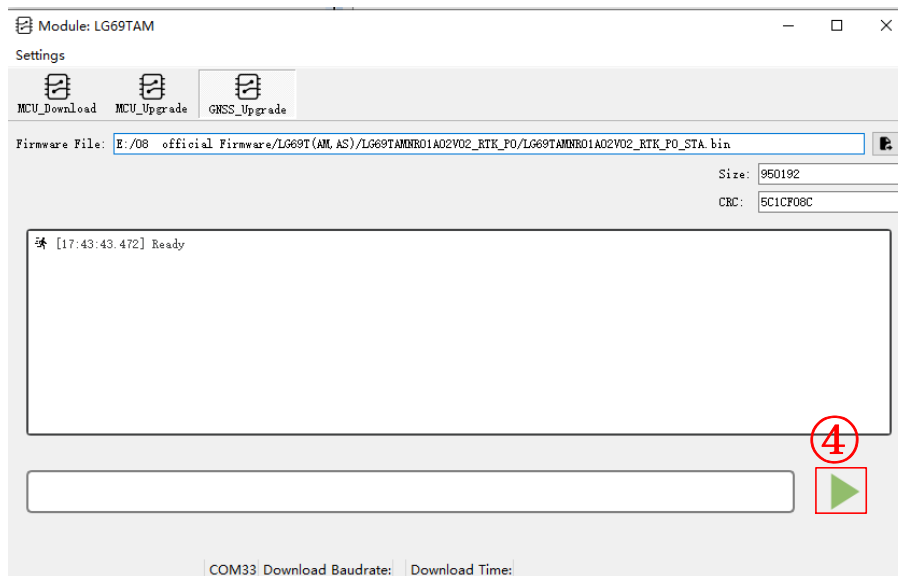 Module: LG69TAM
Settings
MCU_Download MCU_Upgrade GNSS_Upgrade
Firmware File: E:/08 official Firmware/LG69T(AM,AS)/LG69TAMNR01A02V02_RTK_P0/LG69TAMNR01A02V02_RTK_P0_STA.bin
Size: 950192
CRC: 5C1CF08C
[17:43:43.472] Ready
④
COM33 Download Baudrate: Download Time: